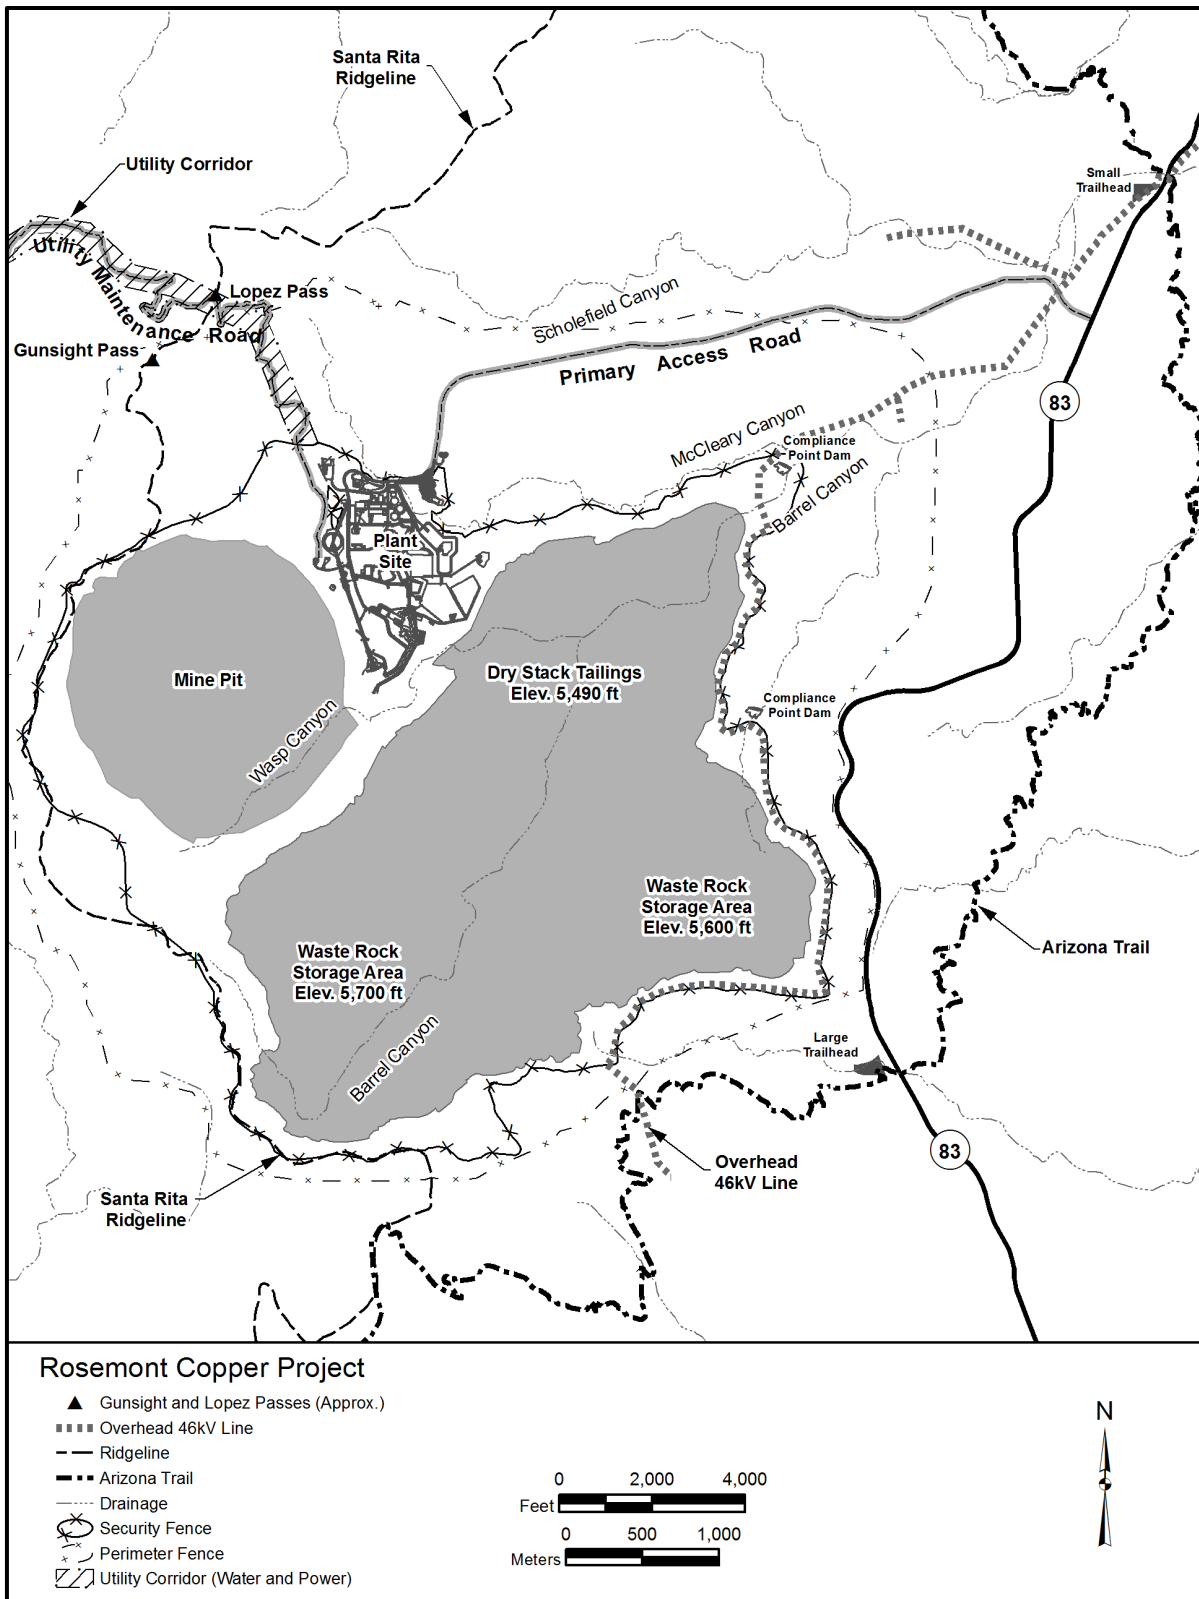 Santa Rita
Ridgeline
Utility Corridor
Small
Trailhead
Utility Maintenance Road
Lopez Pass
Gunsight Pass
Scholefield Canyon
Primary Access Road
83
McCleary Canyon
Compliance
Point Dam
Barrel Canyon
Plant
Site
Mine Pit
Dry Stack Tailings
Elev. 5,490 ft
Compliance
Point Dam
Wasp Canyon
Waste Rock
Storage Area
Elev. 5,600 ft
Arizona Trail
Waste Rock
Storage Area
Elev. 5,700 ft
Barrel Canyon
Large
Trailhead
83
Overhead
46kV Line
Santa Rita
Ridgeline
Rosemont Copper Project
Gunsight and Lopez Passes (Approx.)
Overhead 46kV Line
Ridgeline
Arizona Trail
Drainage
Security Fence
Perimeter Fence
Utility Corridor (Water and Power)
0 2,000 4,000
Feet
0 500 1,000
Meters
N